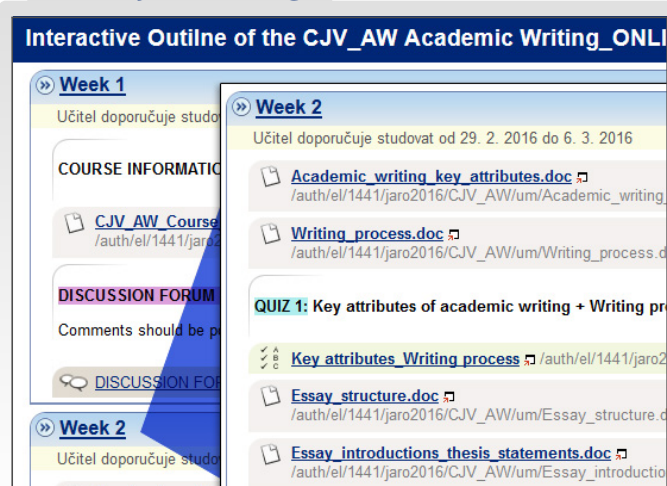 Interactive Outilne of the CJV_AW Academic Writing_ONLI
Week 1
Učitel doporučuje studo
COURSE INFORMATIO
CJV_AW_Course_
/auth/el/1441/jaro2
DISCUSSION FORUM
Comments should be po
DISCUSSION FOR
Week 2
Učitel doporučuje studo
Week 2
Učitel doporučuje studovat od 29. 2. 2016 do 6. 3. 2016
Academic_writing_key_attributes.doc
/auth/el/1441/jaro2016/CJV_AW/um/Academic_writing_
Writing_process.doc
/auth/el/1441/jaro2016/CJV_AW/um/Writing_process.d
QUIZ 1: Key attributes of academic writing + Writing pro
Key attributes_Writing process /auth/el/1441/jaro2
Essay_structure.doc
/auth/el/1441/jaro2016/CJV_AW/um/Essay_structure.d
Essay_introductions_thesis_statements.doc
/auth/el/1441/jaro2016/CJV_AW/um/Essay_introductio